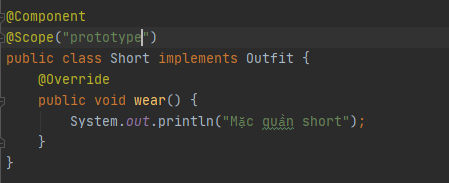 @Component
@Scope("prototype")
public class Short implements Outfit {
    @Override
    public void wear() {
        System.out.println("Mặc quần short");
    }
}